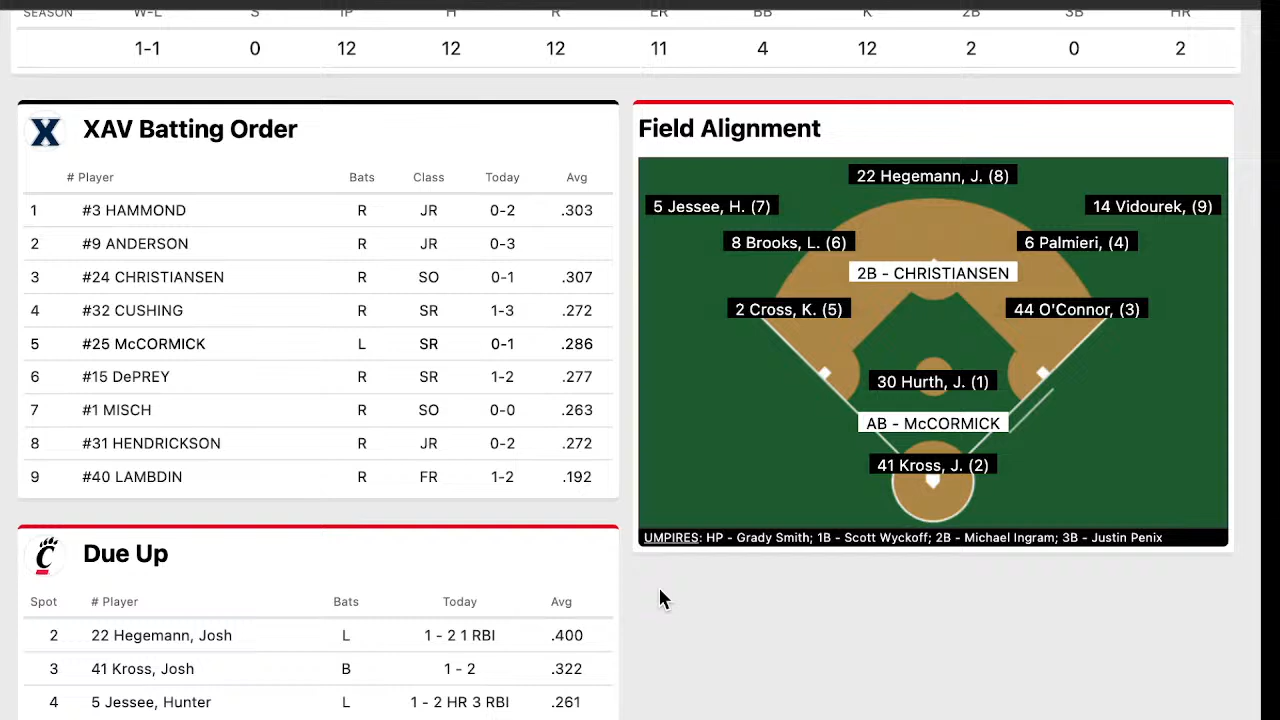 SEASON W-L S IP H R ER BB K 2B 3B HR
1-1 0 12 12 12 11 4 12 2 0 2
XAV Batting Order
# Player Bats Class Today Avg
1 #3 HAMMOND R JR 0-2 .303
2 #9 ANDERSON R JR 0-3
3 #24 CHRISTIANSEN R SO 0-1 .307
4 #32 CUSHING R SR 1-3 .272
5 #25 McCORMICK L SR 0-1 .286
6 #15 DePREY R SR 1-2 .277
7 #1 MISCH R SO 0-0 .263
8 #31 HENDRICKSON R JR 0-2 .272
9 #40 LAMBDIN R FR 1-2 .192
Field Alignment
22 Hegemann, J. (8)
5 Jessee, H. (7) 14 Vidourek, (9)
8 Brooks, L. (6) 6 Palmieri, (4)
2B - CHRISTIANSEN
2 Cross, K. (5) 44 O'Connor, (3)
30 Hurth, J. (1)
AB - McCORMICK
41 Kross, J. (2)
UMPIRES: HP - Grady Smith; 1B - Scott Wyckoff; 2B - Michael Ingram; 3B - Justin Penix
Due Up
Spot # Player Bats Today Avg
2 22 Hegemann, Josh L 1 - 2 1 RBI .400
3 41 Kross, Josh B 1 - 2 .322
4 5 Jessee, Hunter L 1 - 2 HR 3 RBI .261